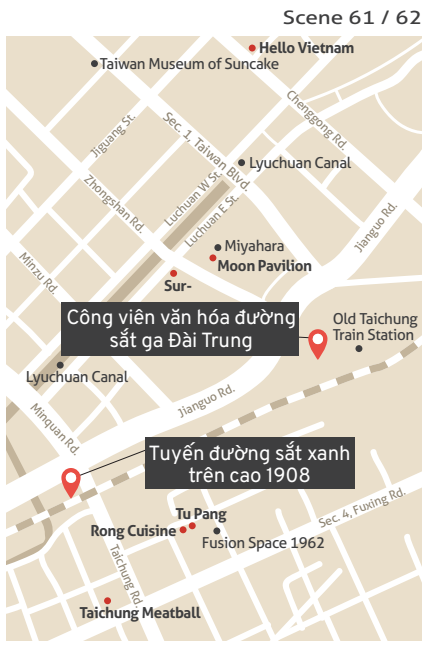 Scene 61 / 62
Hello Vietnam
Taiwan Museum of Suncake
Chenggong Rd.
Jiguang St.
Sec. 1, Taiwan Blvd.
Lyuchuan Canal
Zhongshan Rd.
Luchuan W St.
Luchuan E St.
Jianguo Rd.
Miyahara
Moon Pavilion
Minzu Rd.
Sur-
Công viên văn hóa đường
sắt ga Đài Trung
Old Taichung
Train Station
Lyuchuan Canal
Jianguo Rd.
Minquan Rd.
Tuyến đường sắt xanh
trên cao 1908
Tu Pang
Sec. 4, Fuxing Rd.
Rong Cuisine
Fusion Space 1962
Taichung Rd.
Taichung Meatball